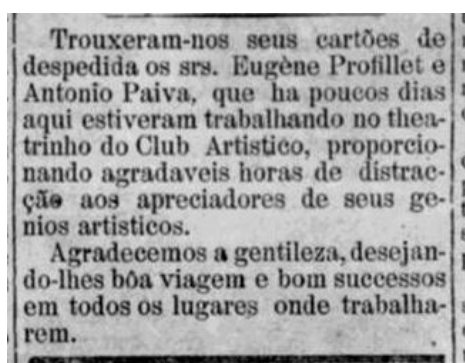 Trouxeram-nos seus cartões de
despedida os srs. Eugène Profillet e
Antonio Paiva, que ha poucos dias
aqui estiveram trabalhando no thea-
trinho do Club Artistico, proporcio-
nando agradaveis horas de distrac-
ção aos apreciadores de seus ge-
nios artisticos.
Agradecemos a gentileza, desejan-
do-lhes bôa viagem e bom successos
em todos os lugares onde trabalha-
rem.